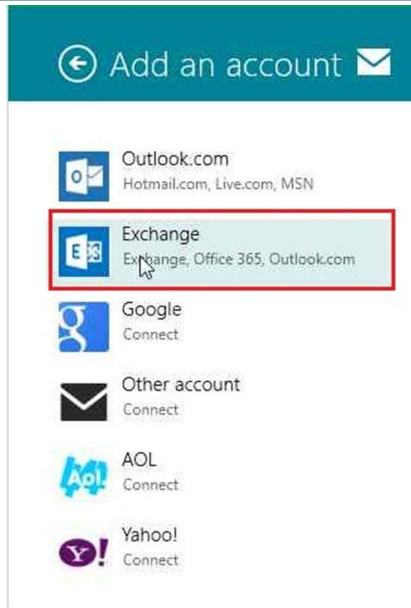 Add an account
Outlook.com
Hotmail.com, Live.com, MSN
Exchange
Exchange, Office 365, Outlook.com
Google
Connect
Other account
Connect
AOL
Connect
Yahoo!
Connect